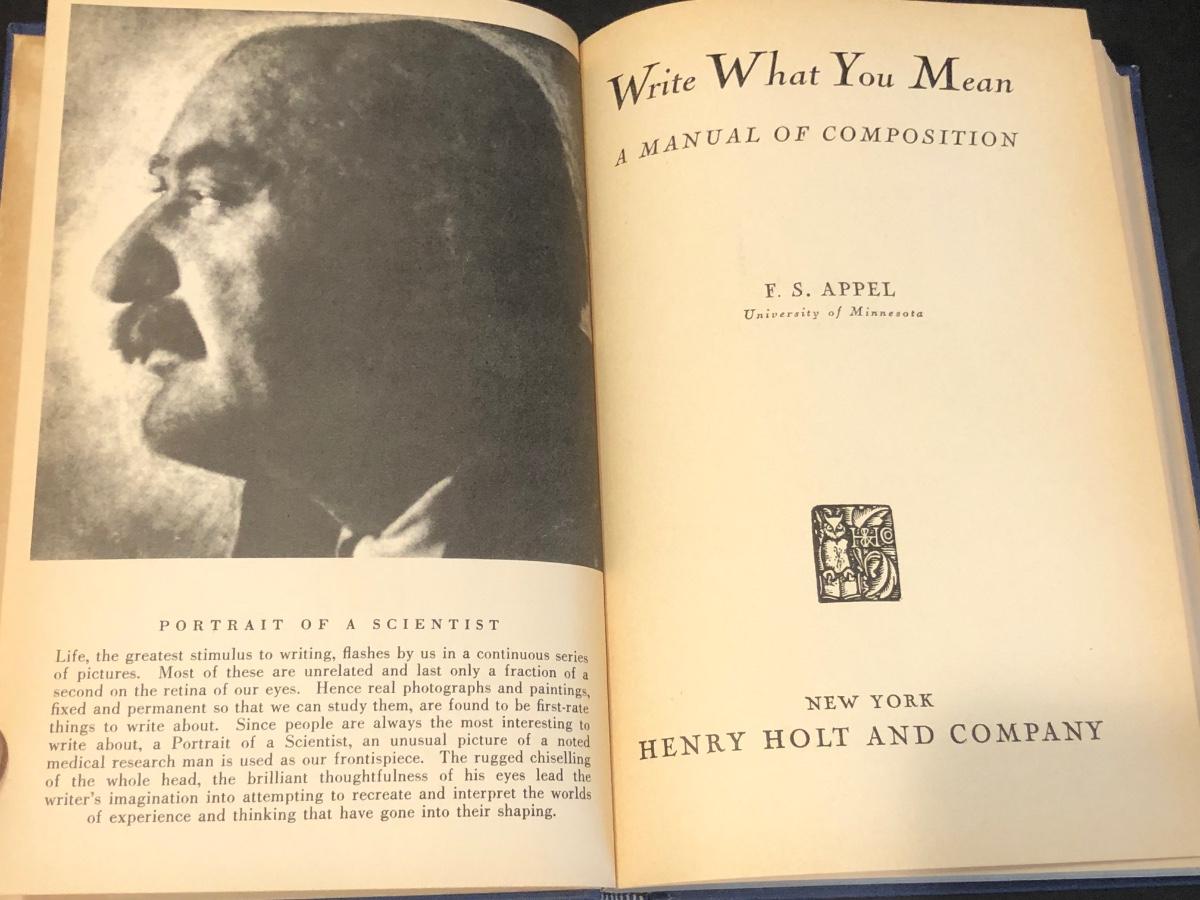 PORTRAIT OF A SCIENTIST
Life, the greatest stimulus to writing, flashes by us in a continuous series
of pictures. Most of these are unrelated and last only a fraction of a
second on the retina of our eyes. Hence real photographs and paintings,
fixed and permanent so that we can study them, are found to be first-rate
things to write about. Since people are always the most interesting to
write about, a Portrait of a Scientist, an unusual picture of a noted
medical research man is used as our frontispiece. The rugged chiselling
of the whole head, the brilliant thoughtfulness of his eyes lead the
writer's imagination into attempting to recreate and interpret the worlds
of experience and thinking that have gone into their shaping.
Write What You Mean
A MANUAL OF COMPOSITION
F. S. APPEL
University of Minnesota
H H & Co
NEW YORK
HENRY HOLT AND COMPANY